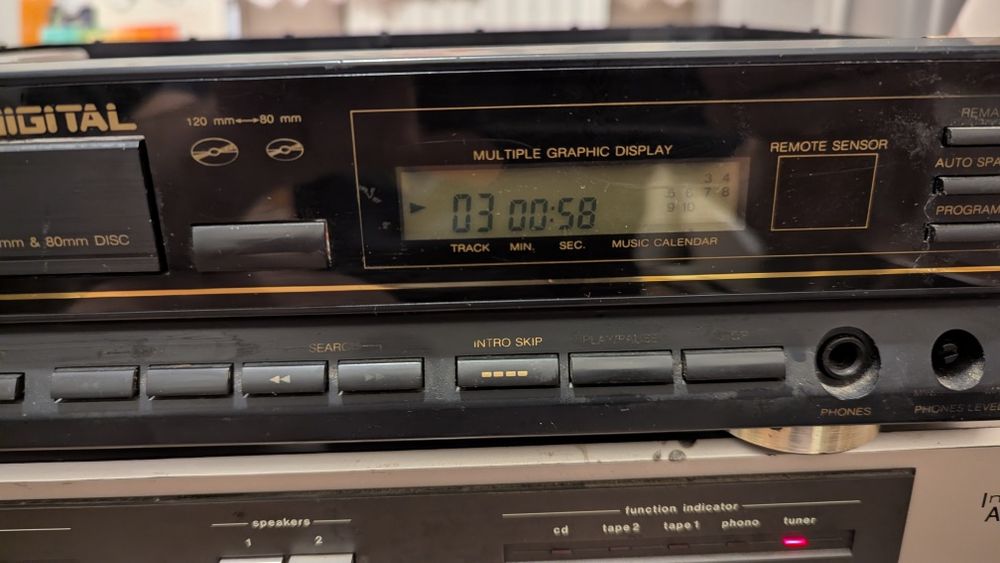 DIGITAL
120 mm↔80 mm
MULTIPLE GRAPHIC DISPLAY
REMOTE SENSOR
AUTO SPA
PROGRAM
3 4
5 6 7 8
9 10
03 00:58
TRACK MIN. SEC. MUSIC CALENDAR
mm & 80mm DISC
SEARCH
INTRO SKIP
PLAY/PAUSE
PHONES
PHONES LEVEL
speakers
1 2
function indicator
cd tape 2 tape 1 phono tuner